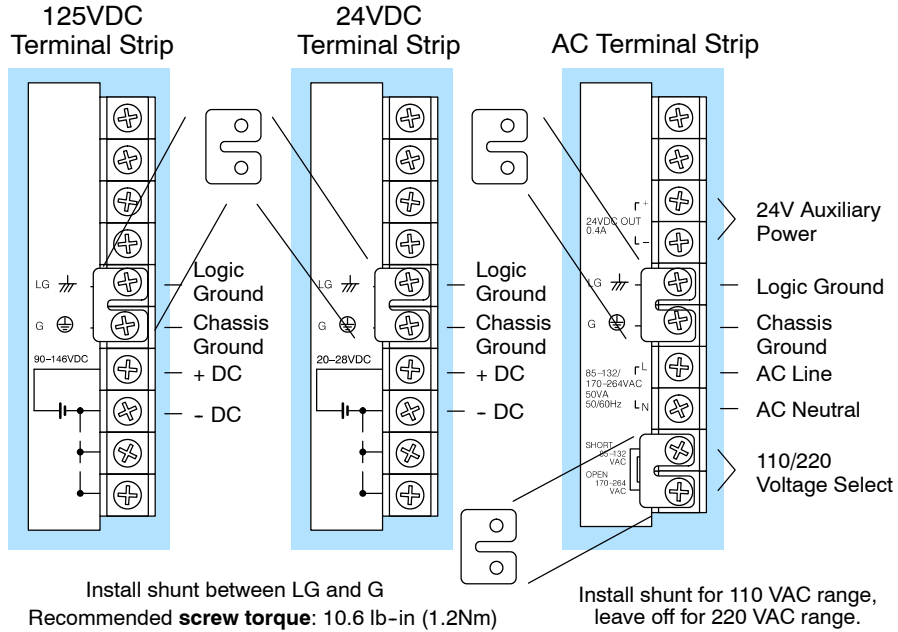 125VDC
Terminal Strip
24VDC
Terminal Strip
AC Terminal Strip
LG
G
90-146VDC
Logic
Ground
Chassis
Ground
+ DC
- DC
LG
G
20-28VDC
Logic
Ground
Chassis
Ground
+ DC
- DC
24VDC OUT
0.4A
+
-
LG
G
85-132/
170-264VAC
50VA
50/60Hz
L
N
SHORT
85-132
VAC
OPEN
170-264
VAC
24V Auxiliary
Power
Logic Ground
Chassis
Ground
AC Line
AC Neutral
110/220
Voltage Select
Install shunt between LG and G
Recommended screw torque: 10.6 lb-in (1.2Nm)
Install shunt for 110 VAC range,
leave off for 220 VAC range.